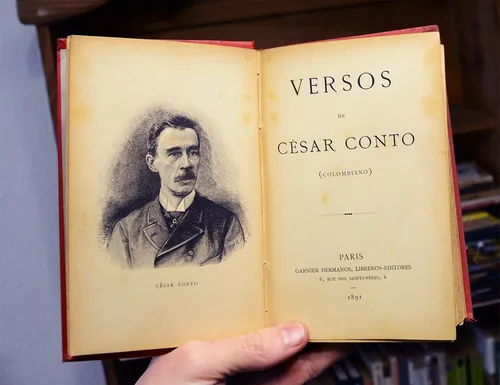 CÉSAR CONTO
VERSOS
DE
CÉSAR CONTO
(COLOMBIANO)
PARIS
GARNIER HERMANOS, LIBREROS-EDITORES
6, RUE DES SAINTS-PÈRES, 6
1891